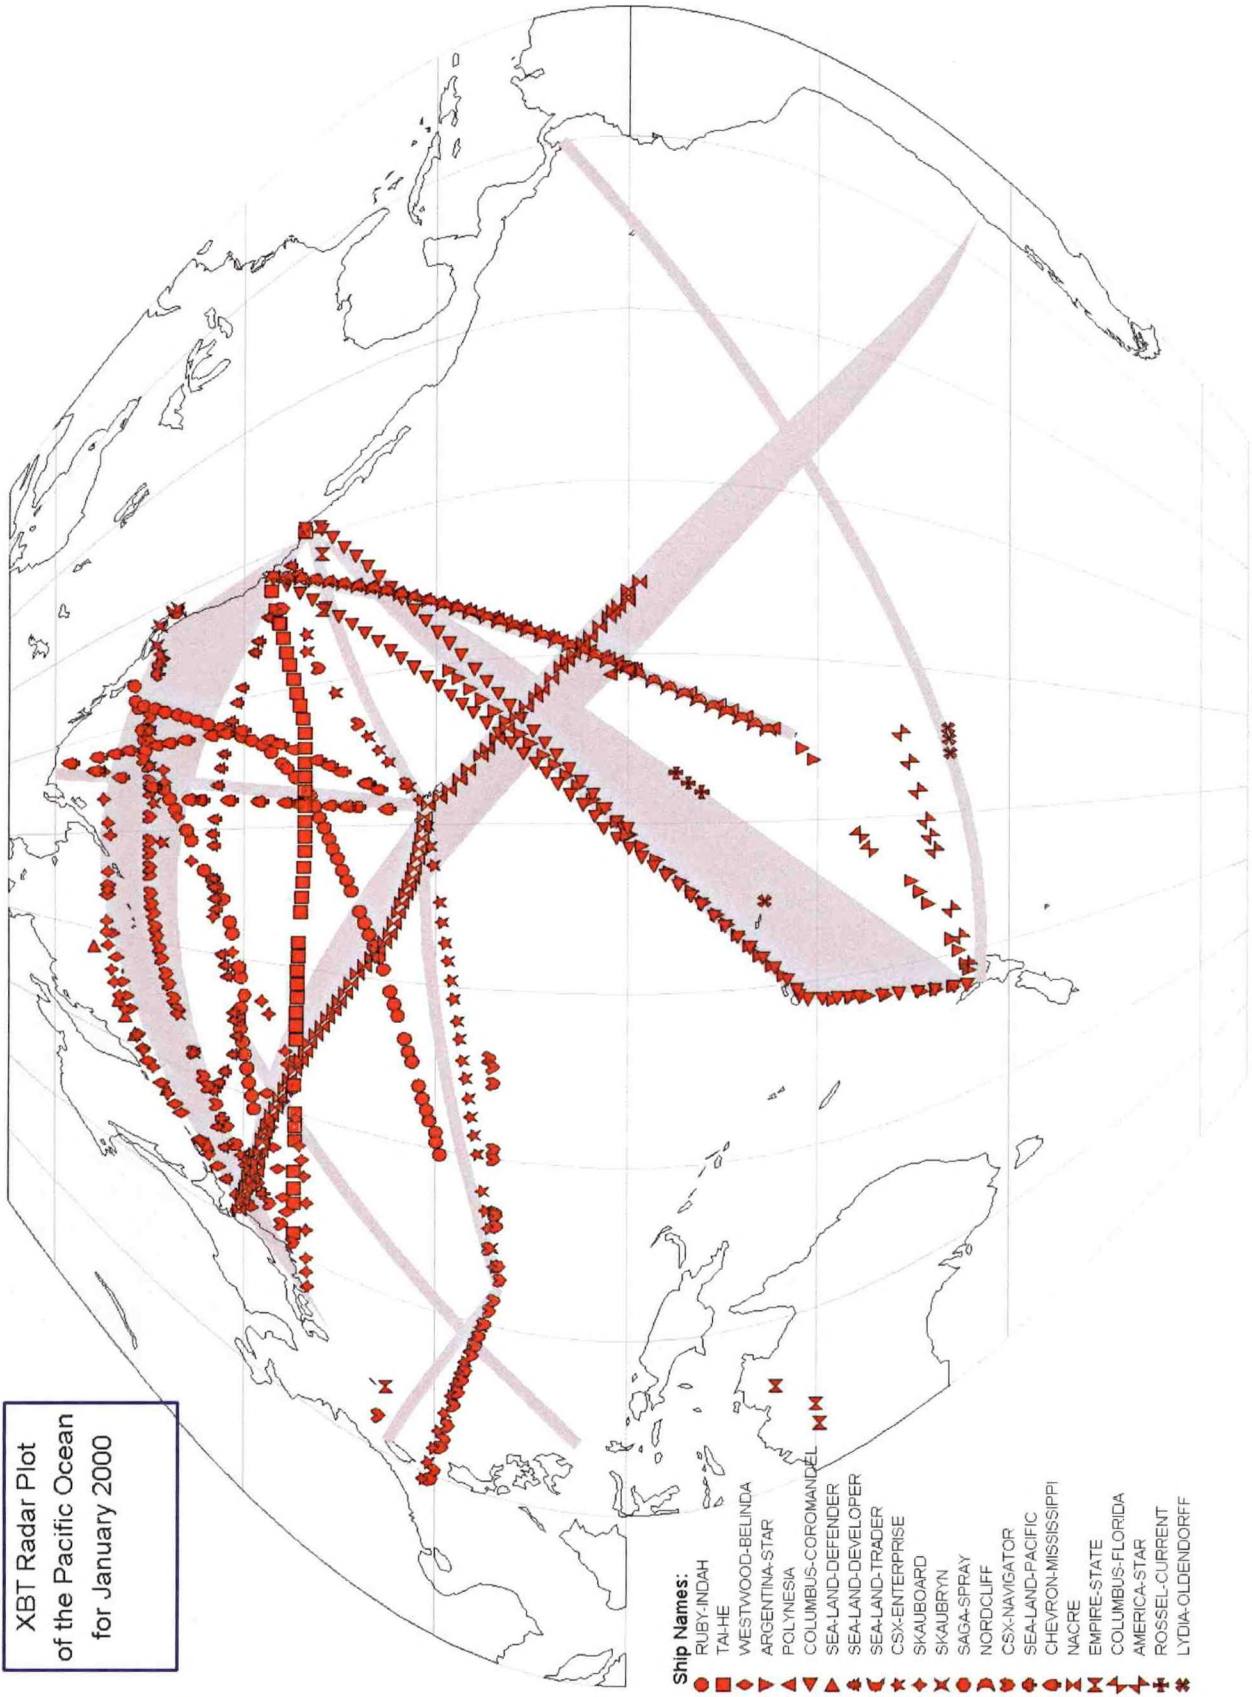 XBT Radar Plot
of the Pacific Ocean
for January 2000
Ship Names:
RUBY-INDAH
TAI-HE
WESTWOOD-BELINDA
ARGENTINA-STAR
POLYNESIA
COLUMBUS-COROMANDEL
SEA-LAND-DEFENDER
SEA-LAND-DEVELOPER
SEA-LAND-TRADER
CSX-ENTERPRISE
SKAUBOARD
SKAUBRYN
SAGA-SPRAY
NORDCLIFF
CSX-NAVIGATOR
SEA-LAND-PACIFIC
CHEVRON-MISSISSIPPI
NACRE
EMPIRE-STATE
COLUMBUS-FLORIDA
AMERICA-STAR
ROSSEL-CURRENT
LYDIA-OLDENDORFF